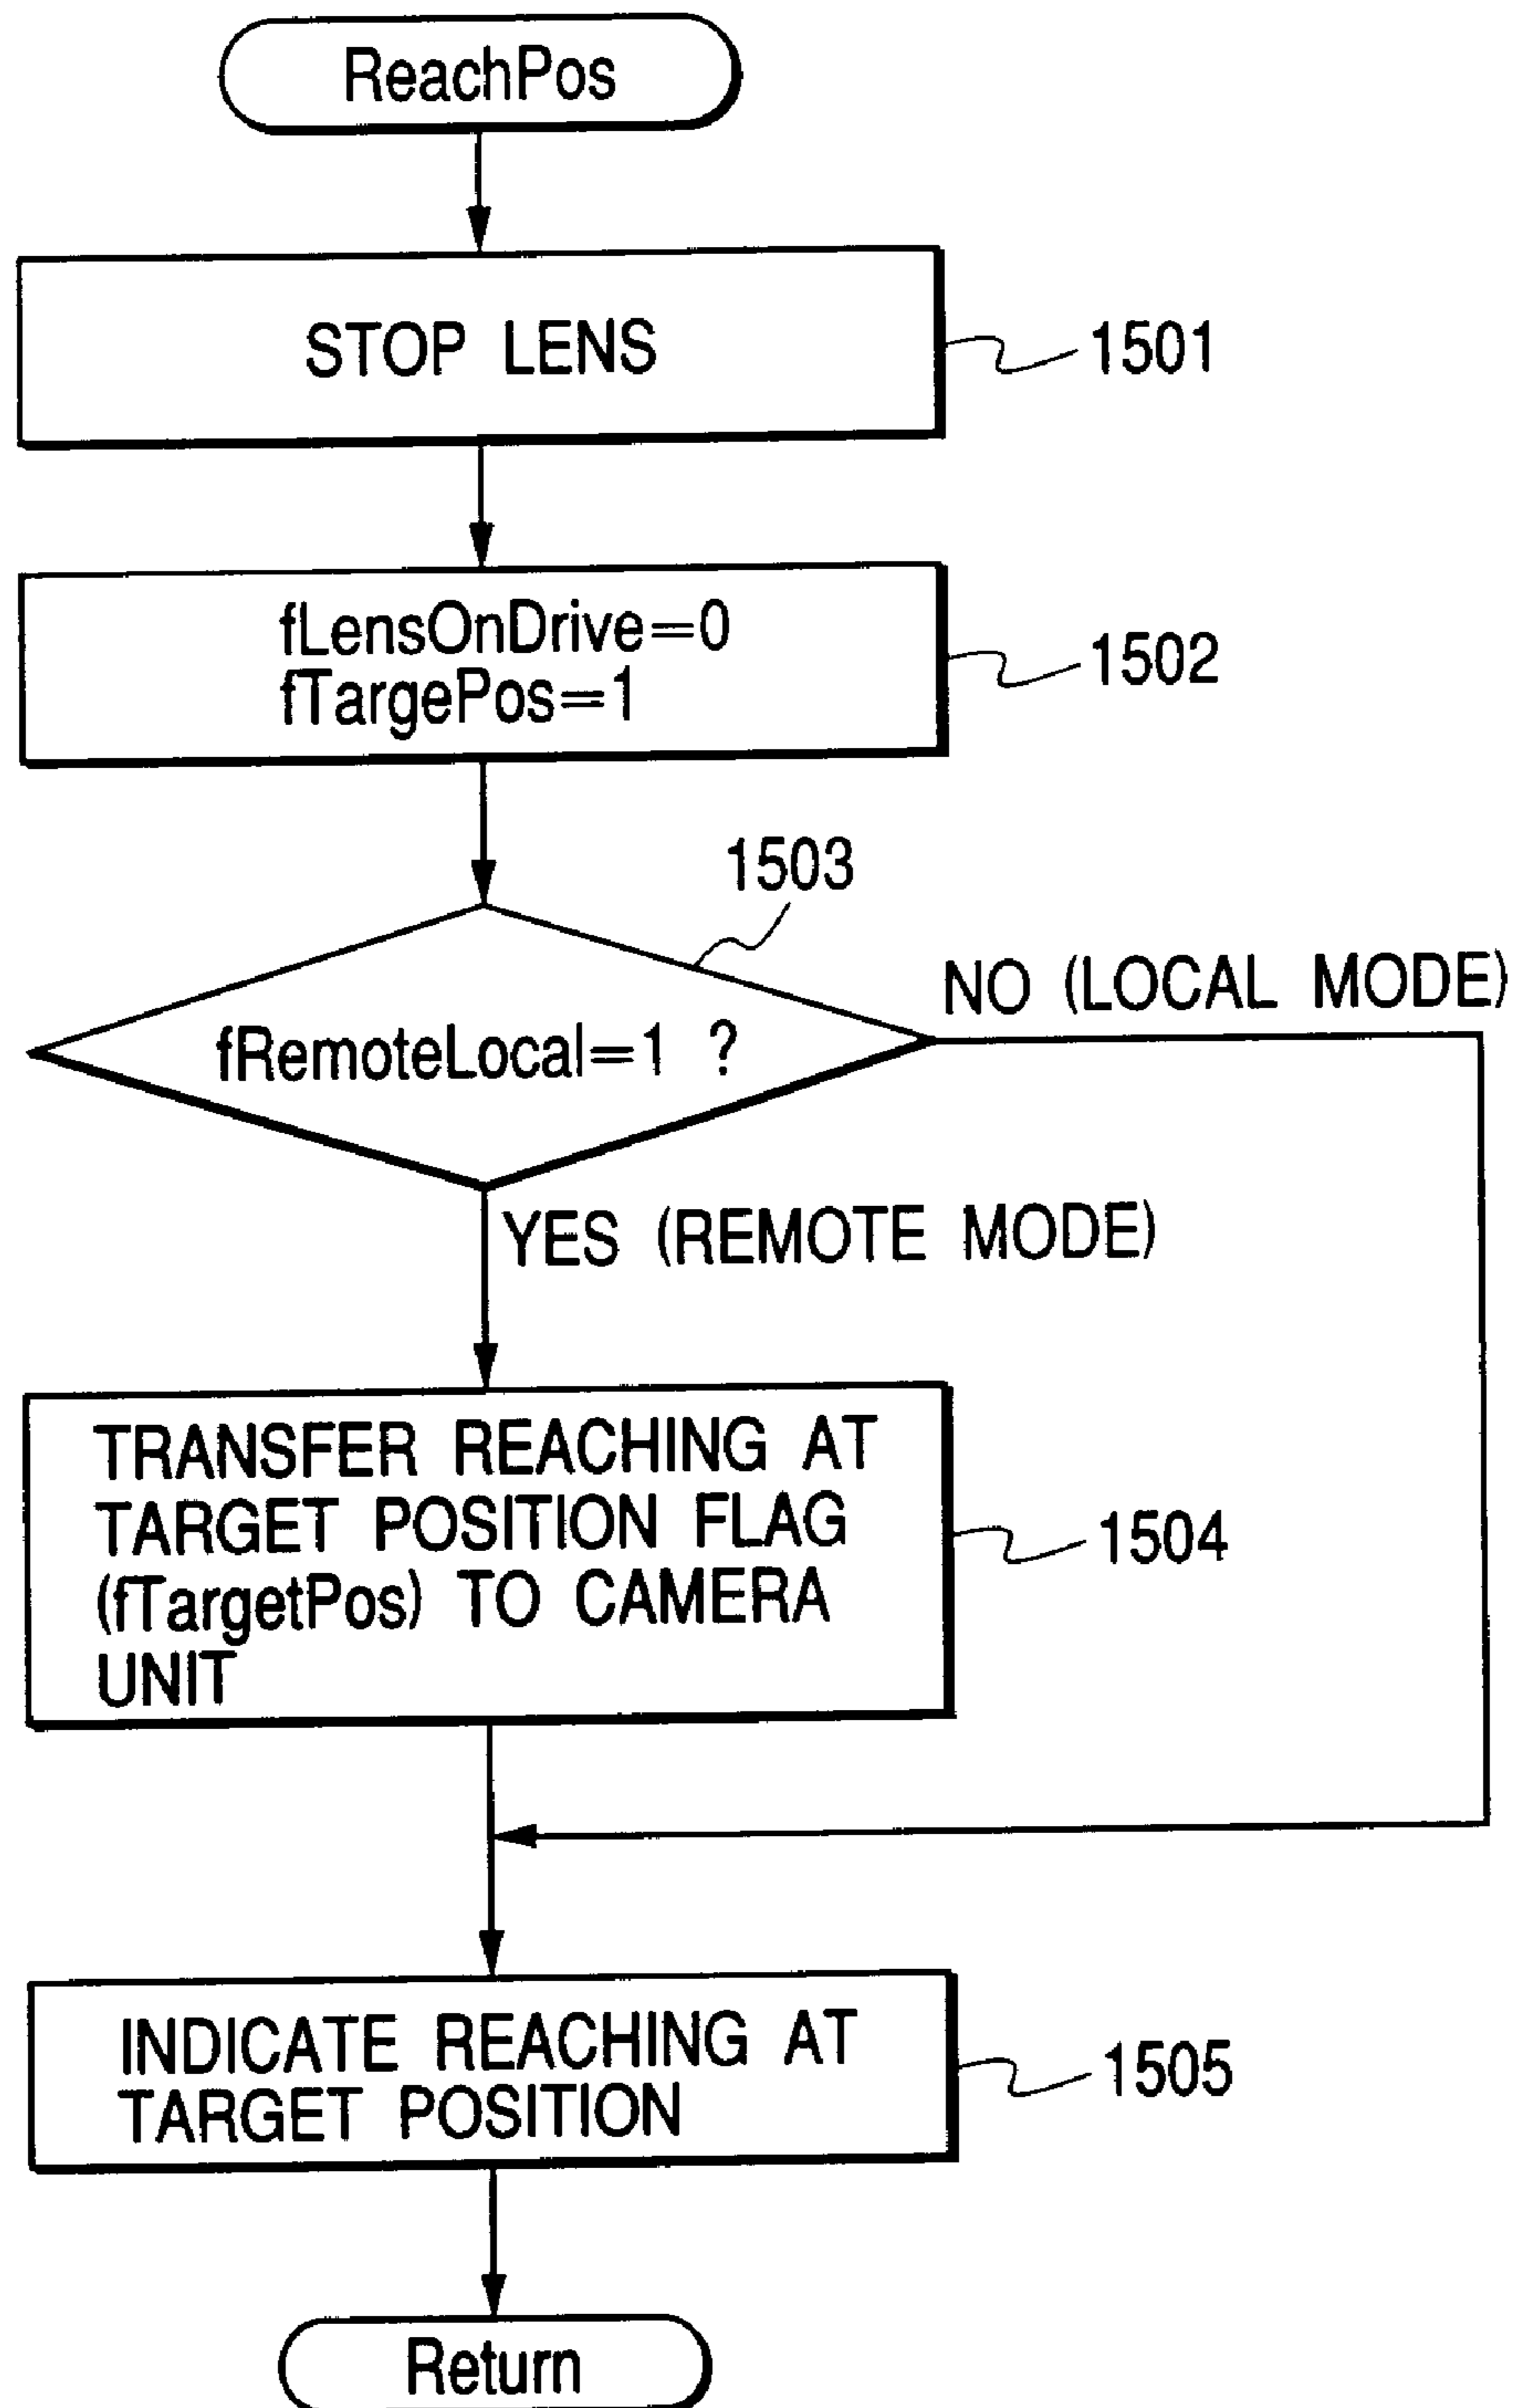 ReachPos
STOP LENS
1501
fLensOnDrive=0
fTargePos=1
1502
1503
fRemoteLocal=1 ?
NO (LOCAL MODE)
YES (REMOTE MODE)
TRANSFER REACHING AT
TARGET POSITION FLAG
(fTargetPos) TO CAMERA
UNIT
1504
INDICATE REACHING AT
TARGET POSITION
1505
Return